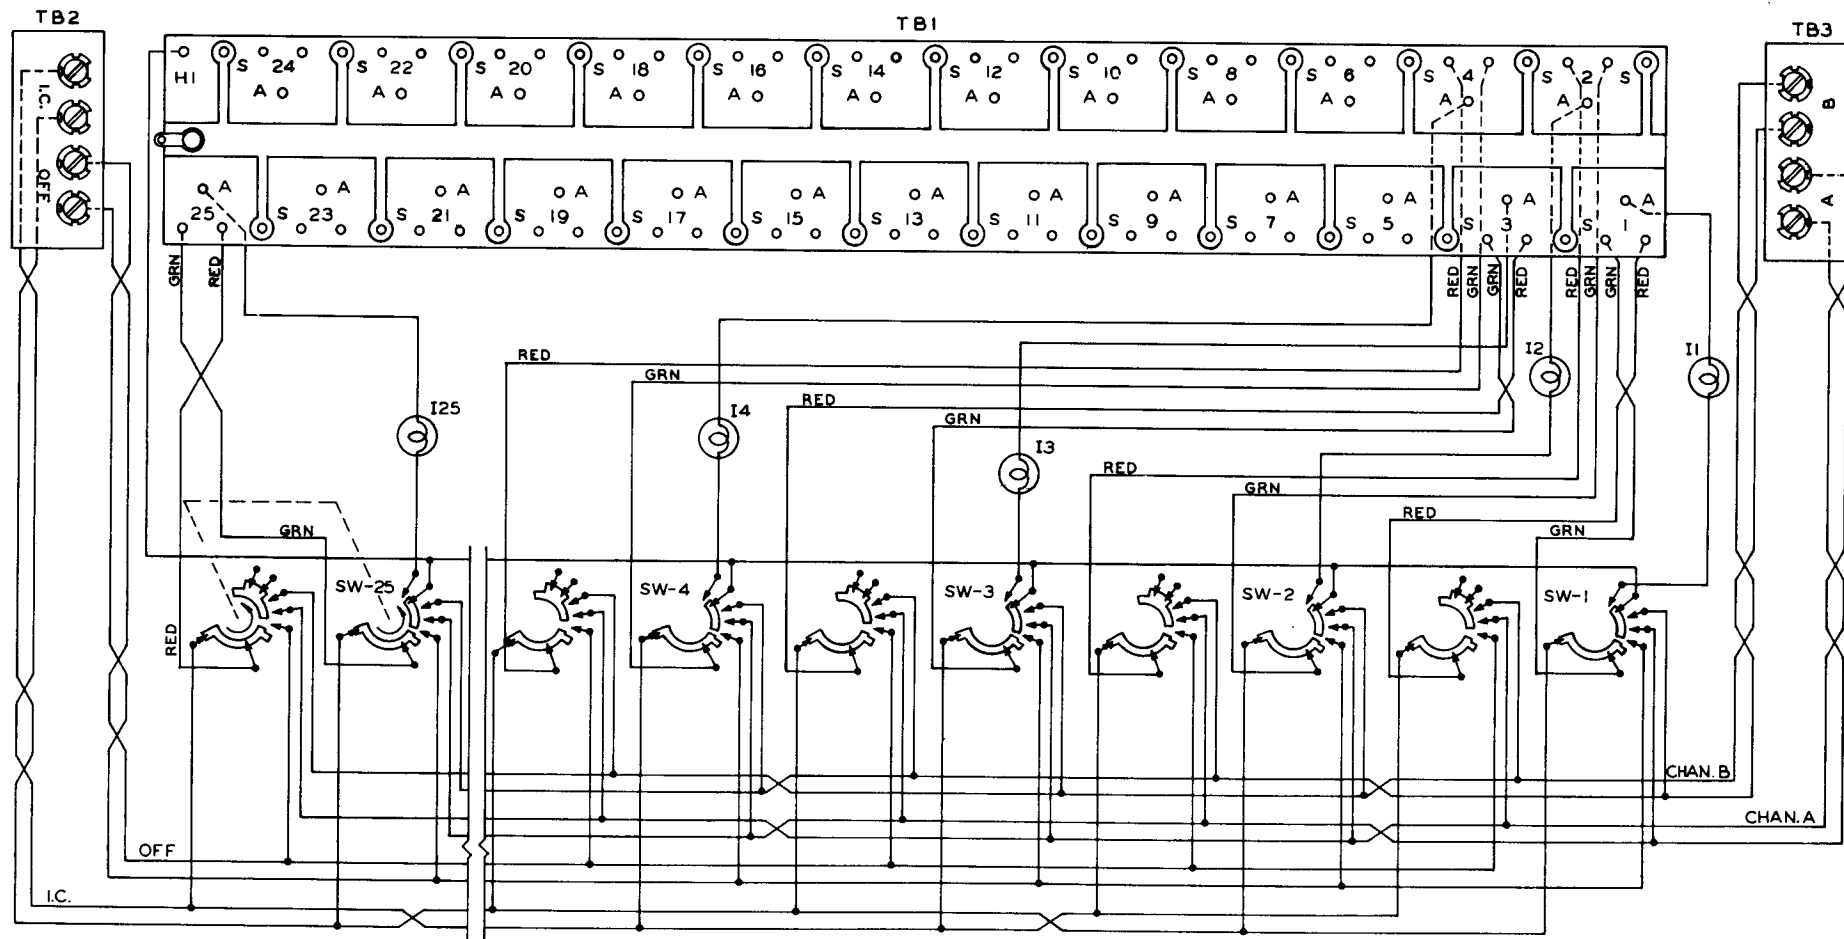 TB2
TB1
TB3
H1 S 24 S 22 S 20 S 18 S 16 S 14 S 12 S 10 S 8 S 6 S 4 S 2 S
A A A A A A A A A A A A
I.C.
OFF
B
A
A A A A A A A A A A A A A
25 S 23 S 21 S 19 S 17 S 15 S 13 S 11 S 9 S 7 S 5 S 3 S 1
GRN RED RED GRN GRN RED RED GRN GRN RED
RED
GRN
I2
I1
RED
GRN
I25
I4
I3
RED
GRN
RED
GRN
GRN
RED
SW-25
SW-4
SW-3
SW-2
SW-1
CHAN. B
CHAN. A
OFF
I.C.